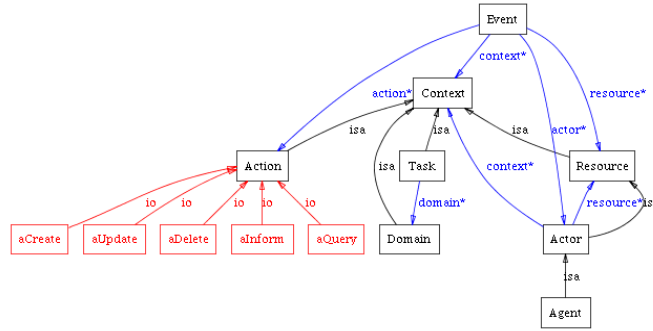 Event
context*
Context
action*
resource*
isa
isa
actor*
isa
Action
Task
isa
context*
Resource
io
io
io
io
io
domain*
resource*
is
aCreate
aUpdate
aDelete
aInform
aQuery
Domain
Actor
isa
Agent